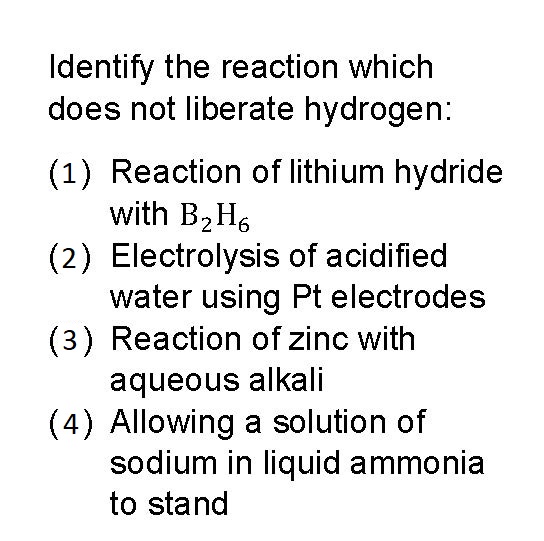 Identify the reaction which
does not liberate hydrogen:
(1) Reaction of lithium hydride
with B₂H₆
(2) Electrolysis of acidified
water using Pt electrodes
(3) Reaction of zinc with
aqueous alkali
(4) Allowing a solution of
sodium in liquid ammonia
to stand